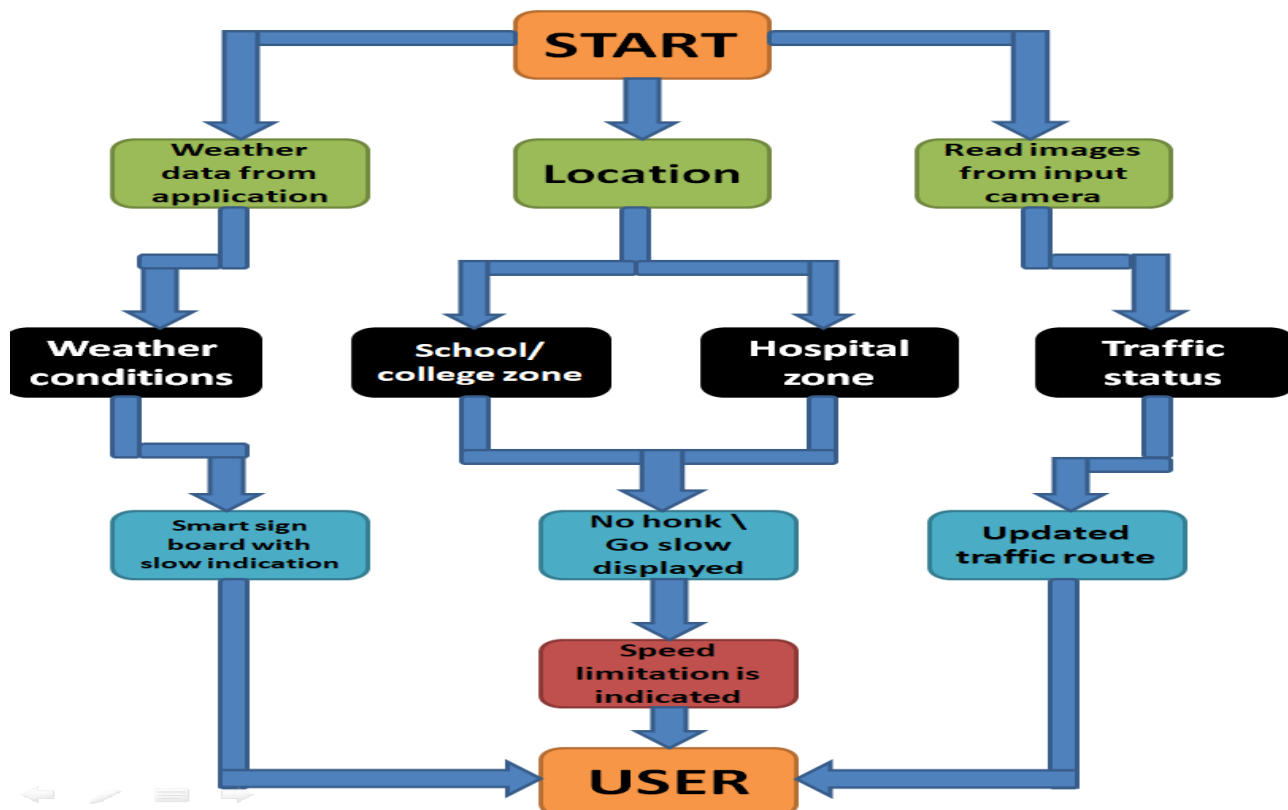 START
Weather
data from
application
Location
Read images
from input
camera
Weather
conditions
School/
college zone
Hospital
zone
Traffic
status
Smart sign
board with
slow indication
No honk \
Go slow
displayed
Updated
traffic route
Speed
limitation is
indicated
USER